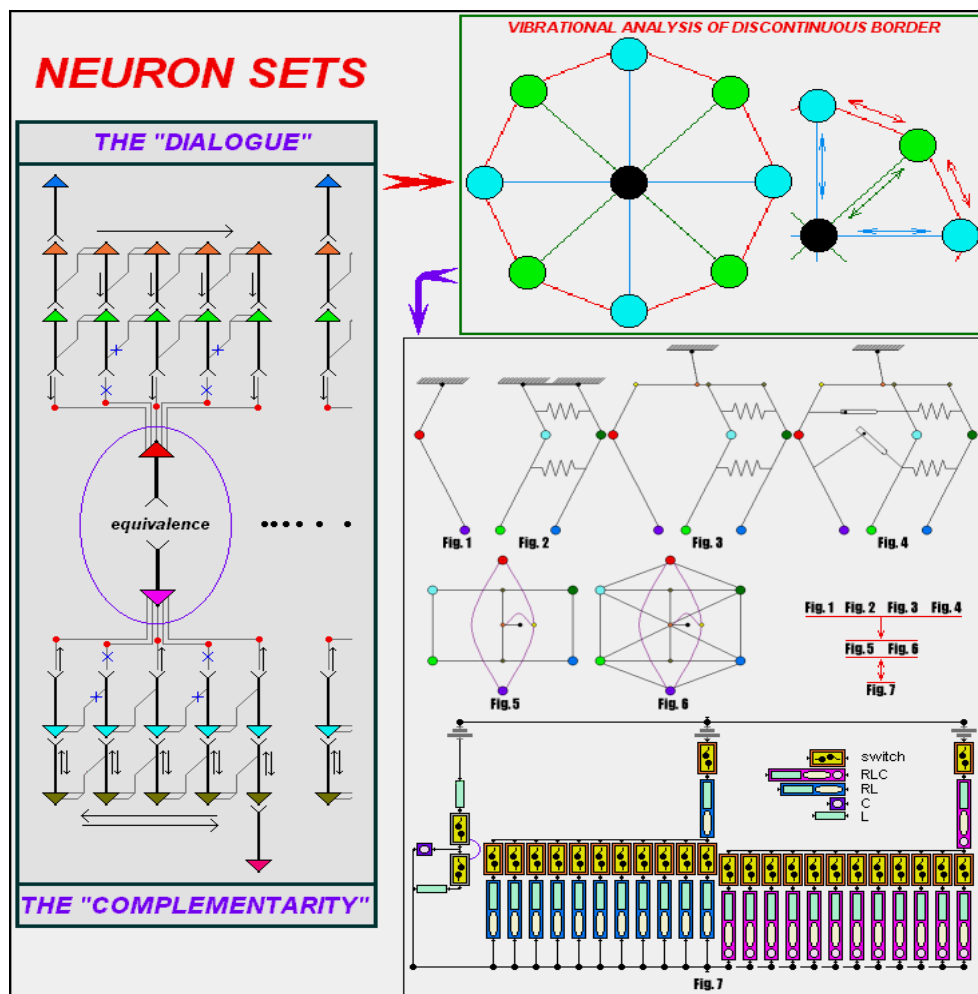 VIBRATIONAL ANALYSIS OF DISCONTINUOUS BORDER
NEURON SETS
THE "DIALOGUE"
equivalence
THE "COMPLEMENTARITY"
Fig. 1
Fig. 2
Fig. 3
Fig. 4
Fig. 5
Fig. 6
Fig. 1 Fig. 2 Fig. 3 Fig. 4
Fig. 5 Fig. 6
Fig. 7
switch
RLC
RL
C
L
Fig. 7